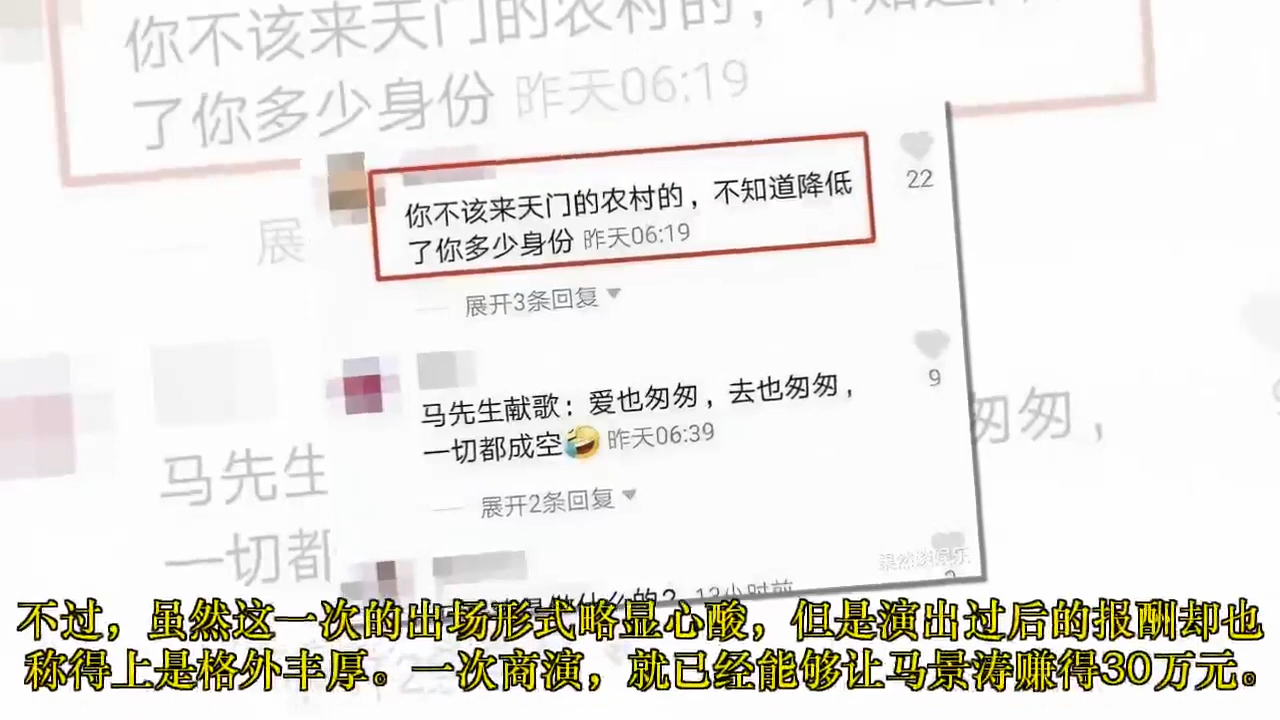 你不该来天门的农村的，不知道降低
了你多少身份 昨天06:19
22
展开3条回复
马先生献歌：爱也匆匆，去也匆匆，
一切都成空🤣昨天06:39
9
展开2条回复
13小时前
不过，虽然这一次的出场形式略显心酸，但是演出过后的报酬却也
称得上是格外丰厚。一次商演，就已经能够让马景涛赚得30万元。